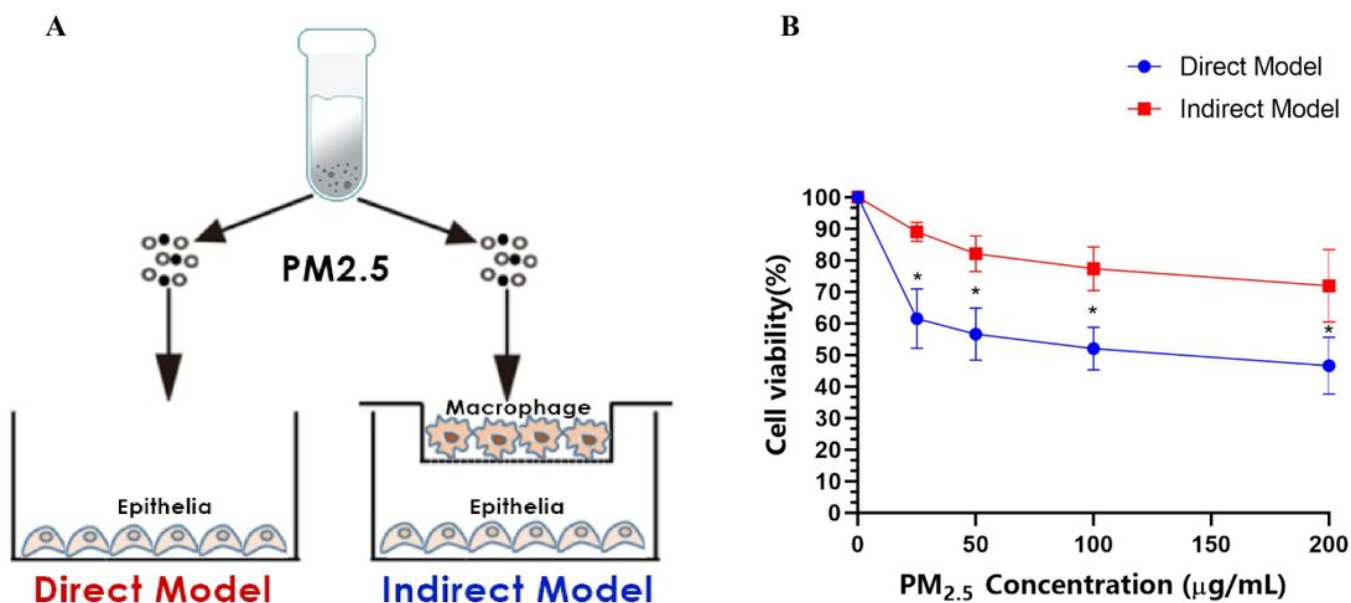 A
PM2.5
Macrophage
Epithelia
Epithelia
Direct Model
Indirect Model
B
Direct Model
Indirect Model
Cell viability(%)
100
90
80
70
60
50
40
30
20
10
0
*
*
*
*
0
50
100
150
200
PM₂.₅ Concentration (μg/mL)